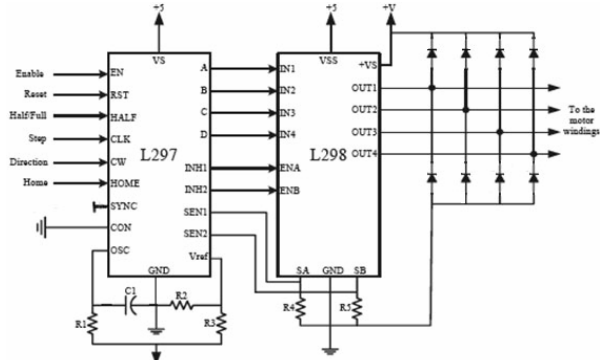 +5
+5
+V
VS
VSS
+VS
Enable
EN
A
IN1
OUT1
Reset
RST
B
IN2
OUT2
To the
motor
windings.
Half/Full
HALF
C
IN3
OUT3
Step
CLK
D
IN4
OUT4
L297
L298
Direction
CW
INH1
ENA
Home
HOME
INH2
ENB
SYNC
SEN1
CON
SEN2
OSC
Vref
GND
SA
GND
SB
C1
R2
R4
R5
R1
R3